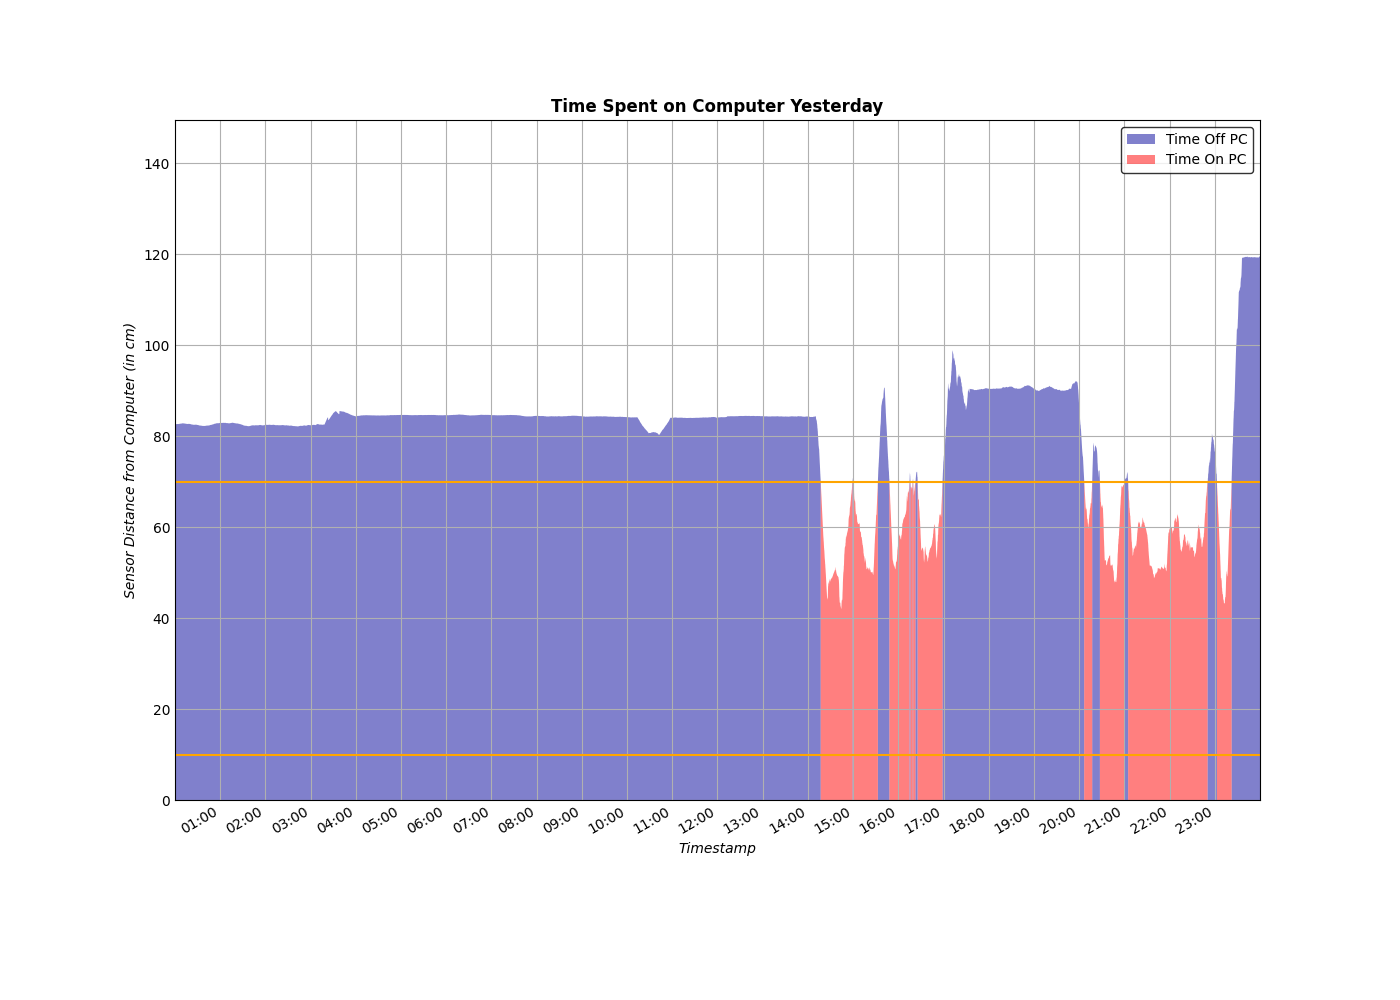 Time Spent on Computer Yesterday
Time Off PC
Time On PC
Sensor Distance from Computer (in cm)
140
120
100
80
60
40
20
0
01:00 02:00 03:00 04:00 05:00 06:00 07:00 08:00 09:00 10:00 11:00 12:00 13:00 14:00 15:00 16:00 17:00 18:00 19:00 20:00 21:00 22:00 23:00
Timestamp